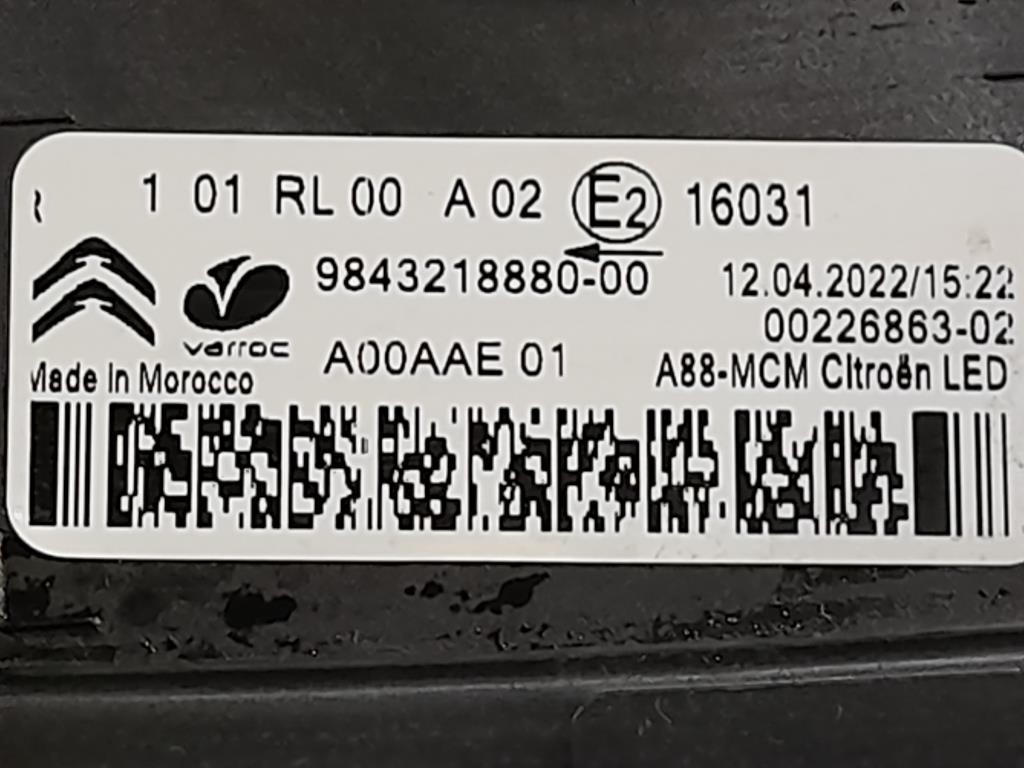 1 01 RL 00 A 02 E2 16031
9843218880-00 12.04.2022/15:22
00226863-02
varroc A00AAE 01 A88-MCM Citroën LED
Made In Morocco